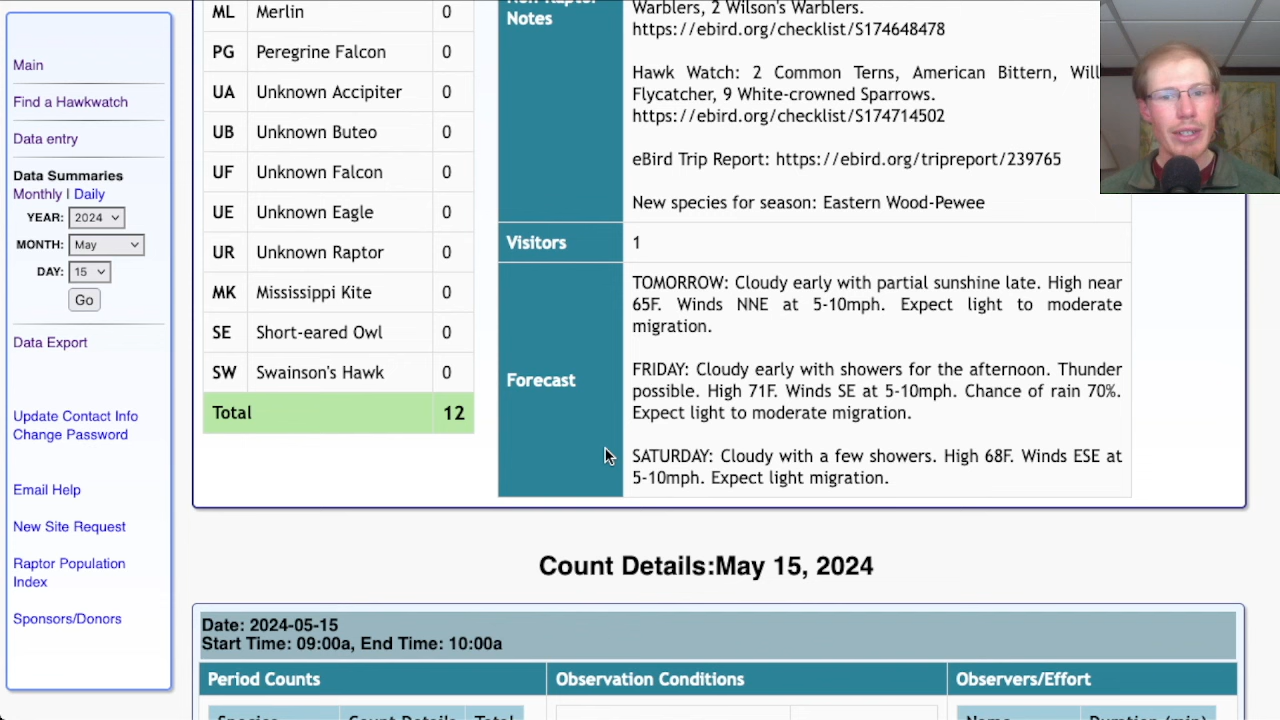 Main
Find a Hawkwatch
Data entry
Data Summaries
Monthly | Daily
YEAR: 2024
MONTH: May
DAY: 15
Go
Data Export
Update Contact Info
Change Password
Email Help
New Site Request
Raptor Population
Index
Sponsors/Donors
ML Merlin 0
PG Peregrine Falcon 0
UA Unknown Accipiter 0
UB Unknown Buteo 0
UF Unknown Falcon 0
UE Unknown Eagle 0
UR Unknown Raptor 0
MK Mississippi Kite 0
SE Short-eared Owl 0
SW Swainson's Hawk 0
Total 12
Notes
Warblers, 2 Wilson's Warblers.
https://ebird.org/checklist/S174648478
Hawk Watch: 2 Common Terns, American Bittern, Will
Flycatcher, 9 White-crowned Sparrows.
https://ebird.org/checklist/S174714502
eBird Trip Report: https://ebird.org/tripreport/239765
New species for season: Eastern Wood-Pewee
Visitors 1
Forecast
TOMORROW: Cloudy early with partial sunshine late. High near
65F. Winds NNE at 5-10mph. Expect light to moderate
migration.
FRIDAY: Cloudy early with showers for the afternoon. Thunder
possible. High 71F. Winds SE at 5-10mph. Chance of rain 70%.
Expect light to moderate migration.
SATURDAY: Cloudy with a few showers. High 68F. Winds ESE at
5-10mph. Expect light migration.
Count Details:May 15, 2024
Date: 2024-05-15
Start Time: 09:00a, End Time: 10:00a
Period Counts
Observation Conditions
Observers/Effort
Species Count Details Total
Name Duration (min)